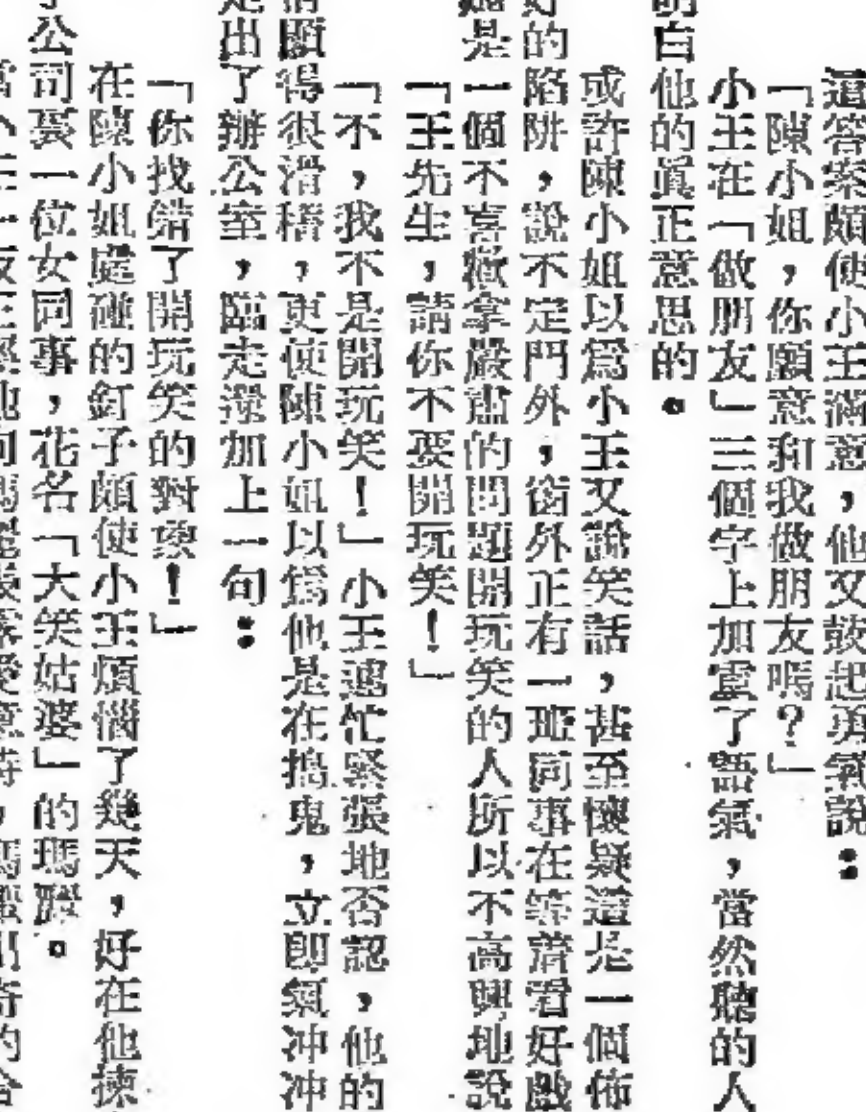 這答案頗使小王滿意，他又鼓起勇氣說：
「陳小姐，你願意和我做朋友嗎？」
小王在「做朋友」三個字上加重了語氣，當然聽的人
明白他的眞正意思的。
或許陳小姐以爲小王又說笑話，甚至懷疑這是一個佈
好的陷阱，說不定門外，窗外正有一班同事在等着看好戲
她是一個不喜歡拿嚴肅的問題開玩笑的人所以不高興地說
「王先生，請你不要開玩笑！」
「不，我不是開玩笑！」小王連忙緊張地否認，他的
情顯得很滑稽，更使陳小姐以爲他是在搗鬼，立卽氣冲冲
走出了辦公室，臨走還加上一句：
「你找錯了開玩笑的對象！」
在陳小姐處碰的釘子頗使小王煩惱了幾天，好在他揀
公司裏一位女同事，花名「大笑姑婆」的瑪麗。